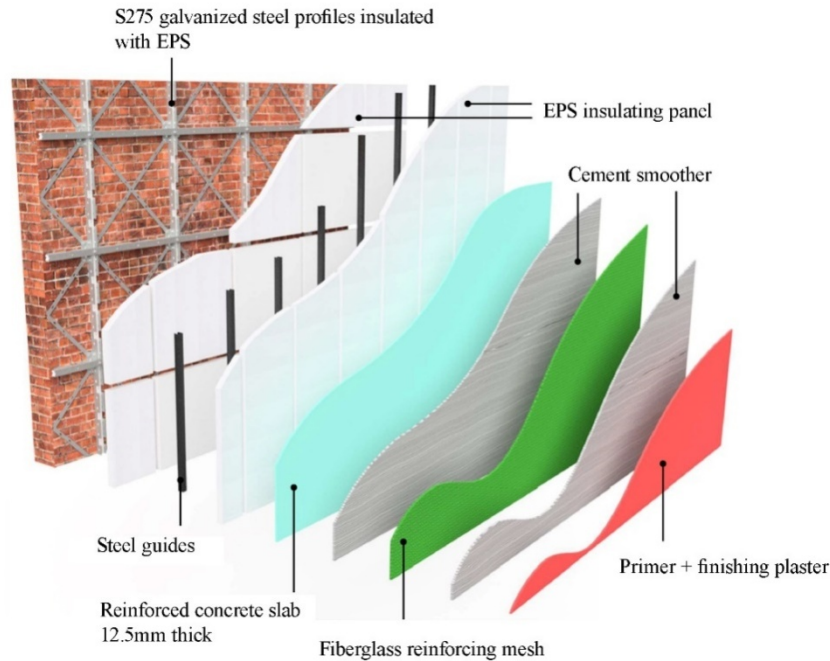 S275 galvanized steel profiles insulated
with EPS
EPS insulating panel
Cement smoother
Steel guides
Primer + finishing plaster
Reinforced concrete slab
12.5mm thick
Fiberglass reinforcing mesh